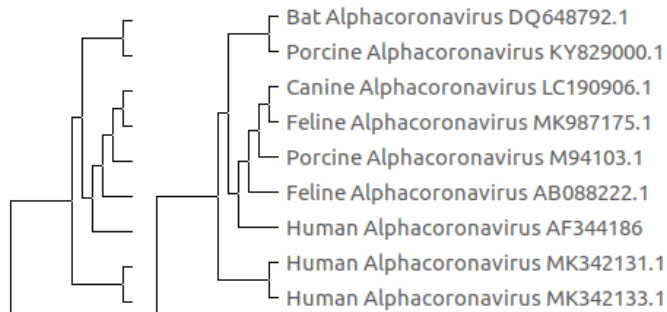 Bat Alphacoronavirus DQ648792.1
Porcine Alphacoronavirus KY829000.1
Canine Alphacoronavirus LC190906.1
Feline Alphacoronavirus MK987175.1
Porcine Alphacoronavirus M94103.1
Feline Alphacoronavirus AB088222.1
Human Alphacoronavirus AF344186
Human Alphacoronavirus MK342131.1
Human Alphacoronavirus MK342133.1